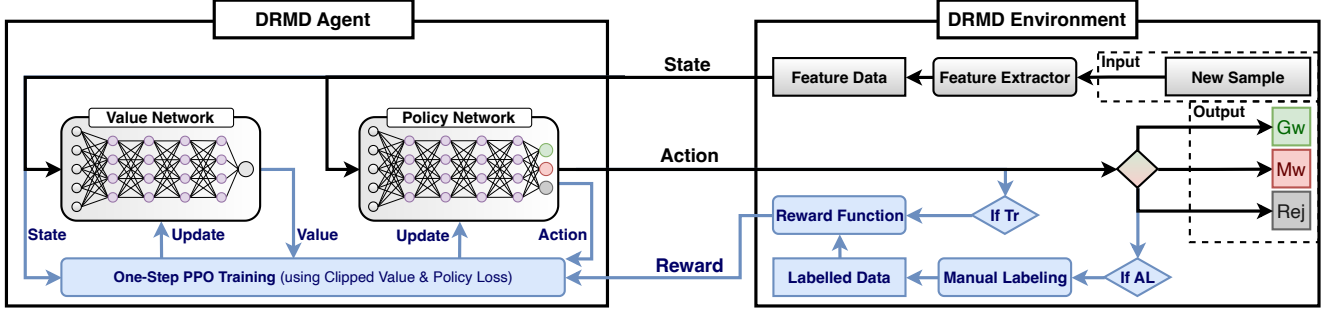 DRMD Agent
DRMD Environment
State
Feature Data
Feature Extractor
Input
New Sample
Value Network
Policy Network
Output
Gw
Action
Mw
Reward Function
If Tr
Rej
State
Update
Value
Update
Action
Reward
One-Step PPO Training (using Clipped Value & Policy Loss)
Labelled Data
Manual Labeling
If AL